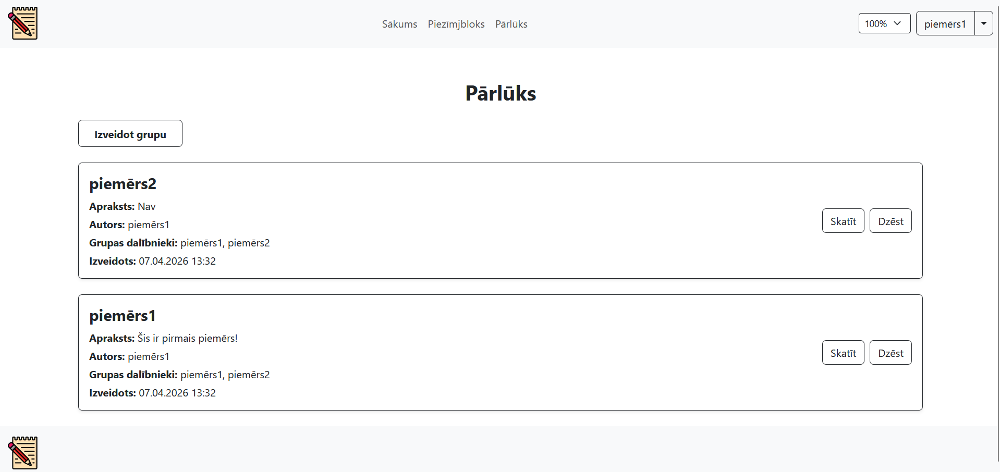 Sākums Piezīmjbloks Pārlūks 100% piemērs1
Pārlūks
Izveidot grupu
piemērs2
Apraksts: Nav
Autors: piemērs1
Grupas dalībnieki: piemērs1, piemērs2
Izveidots: 07.04.2026 13:32
Skatīt Dzēst
piemērs1
Apraksts: Šis ir pirmais piemērs!
Autors: piemērs1
Grupas dalībnieki: piemērs1, piemērs2
Izveidots: 07.04.2026 13:32
Skatīt Dzēst